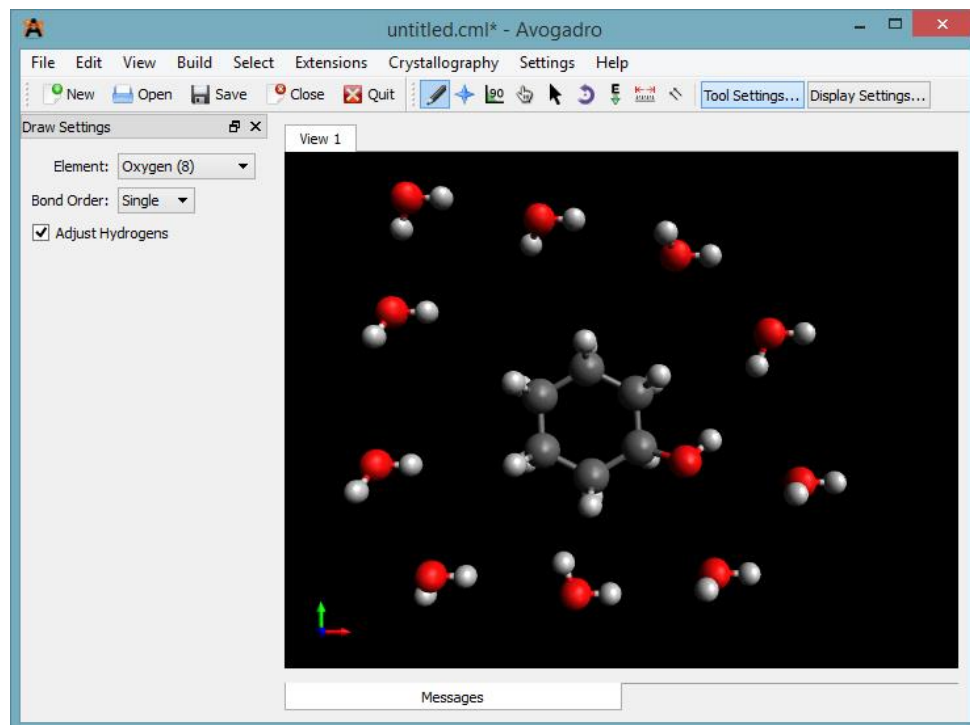 untitled.cml* - Avogadro
File Edit View Build Select Extensions Crystallography Settings Help
New Open Save Close Quit Tool Settings... Display Settings...
Draw Settings
View 1
Element: Oxygen (8)
Bond Order: Single
Adjust Hydrogens
Messages